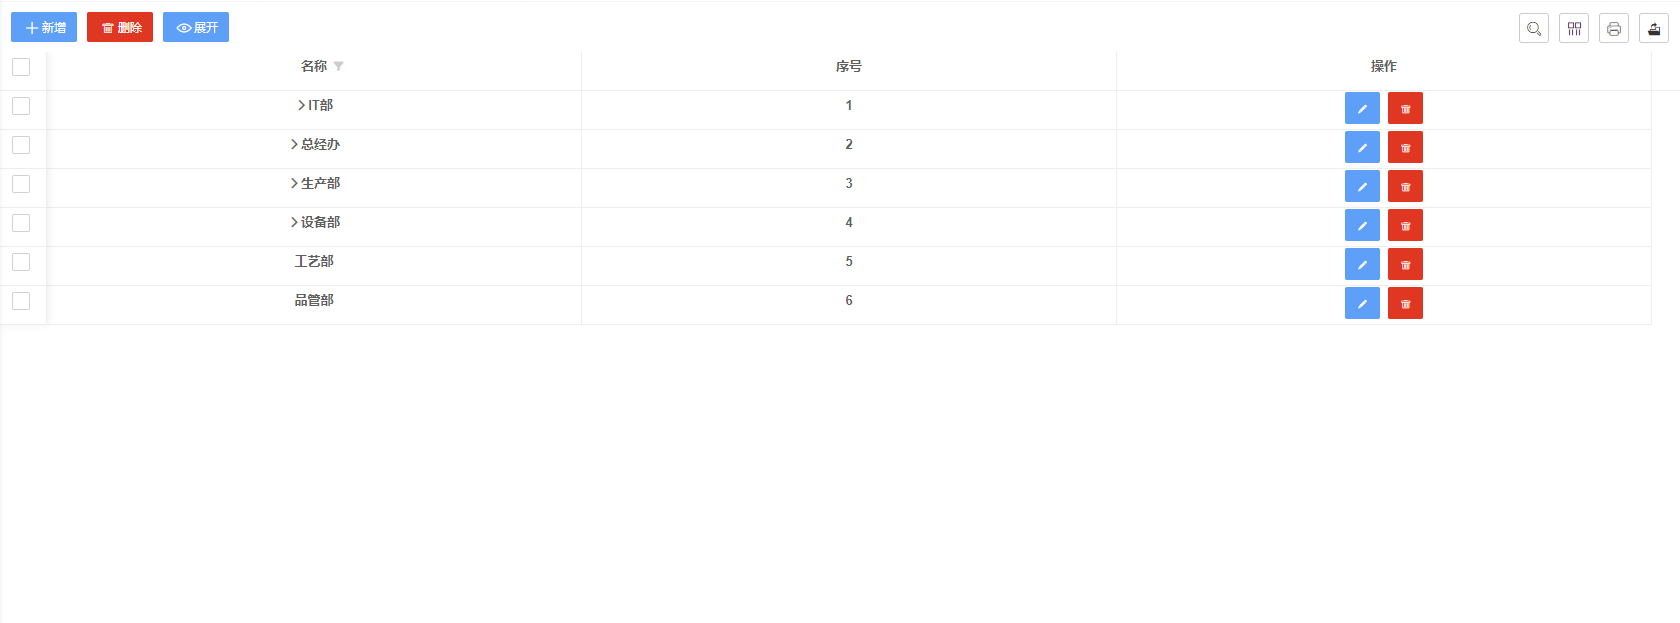 新增 删除 展开
名称 序号 操作
IT部 1
总经办 2
生产部 3
设备部 4
工艺部 5
品管部 6